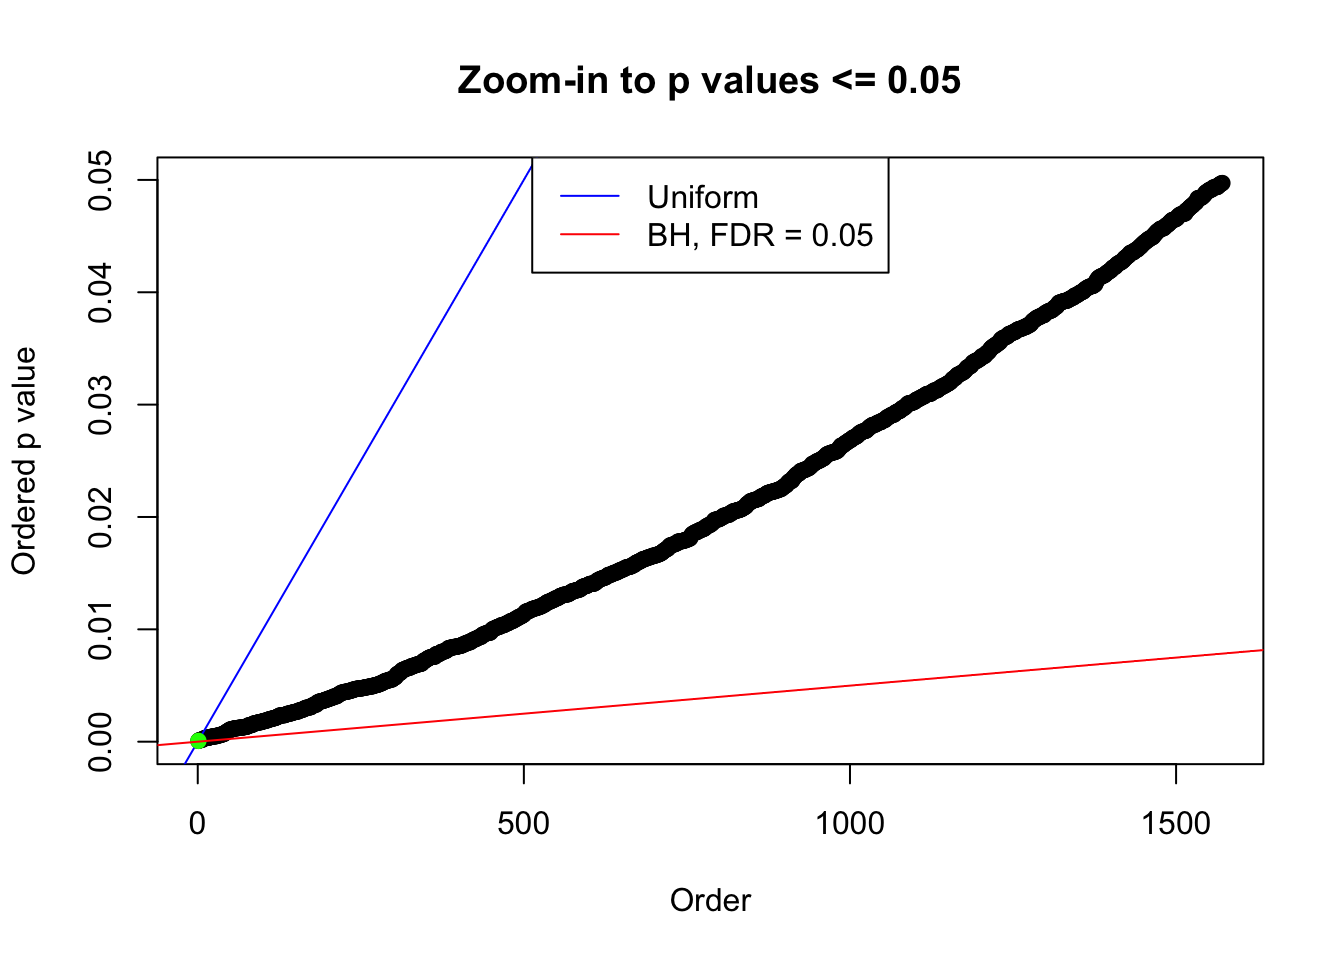 Zoom-in to p values <= 0.05
Uniform
BH, FDR = 0.05
Ordered p value
0.05
0.04
0.03
0.02
0.01
0.00
0 500 1000 1500
Order